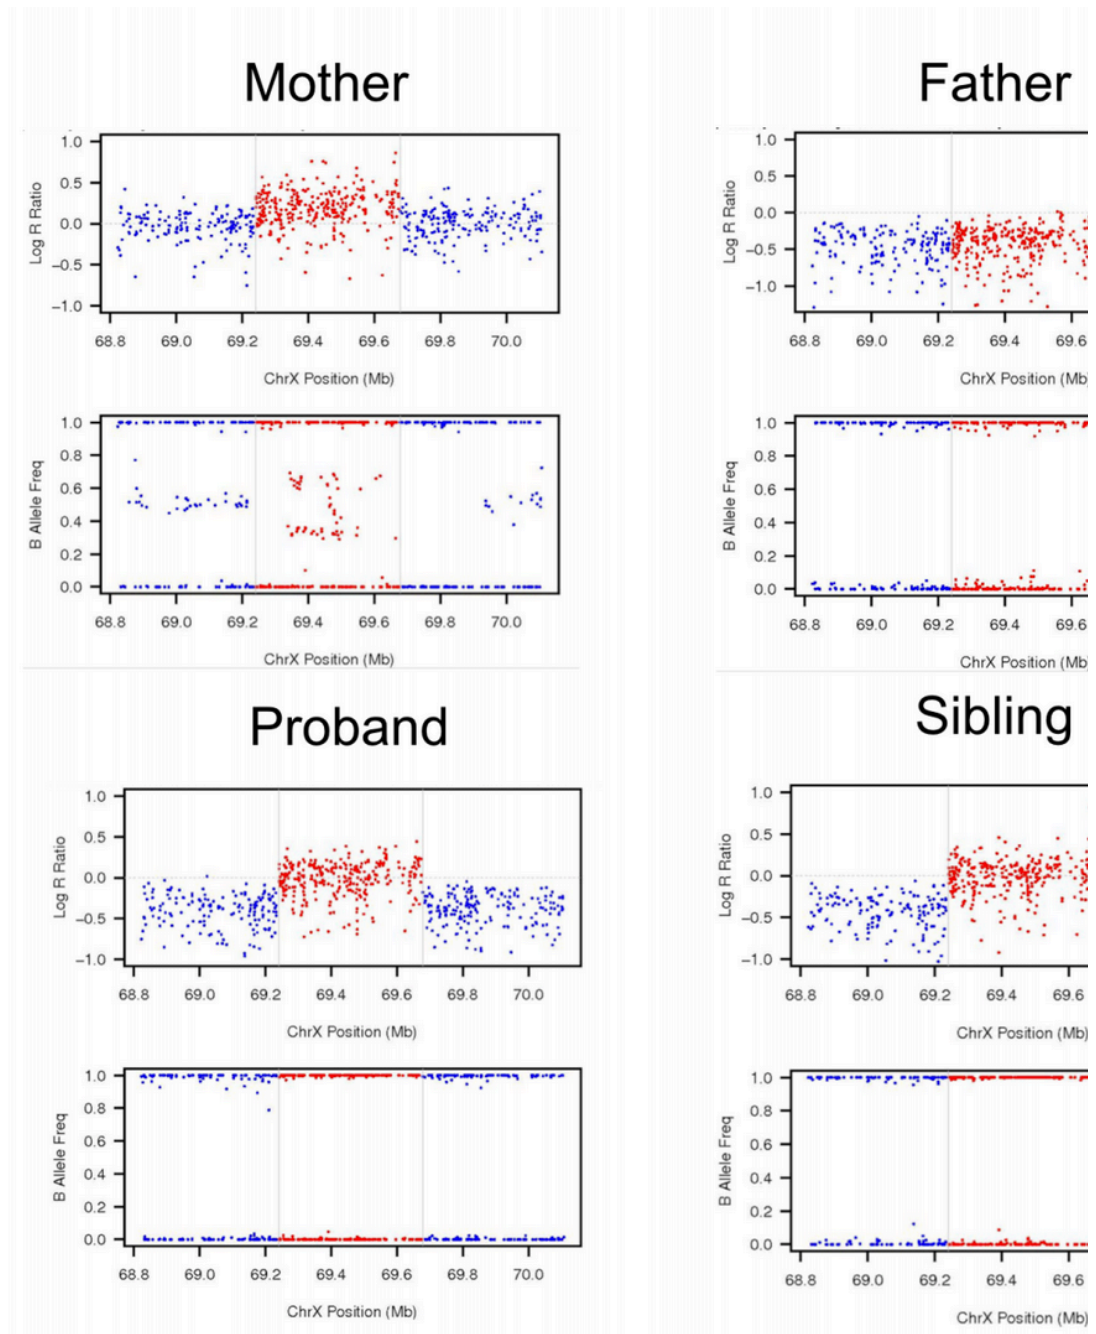 Mother
Father
1.0
0.5
0.0
−0.5
−1.0
Log R Ratio
68.8 69.0 69.2 69.4 69.6 69.8 70.0
ChrX Position (Mb)
1.0
0.0
−0.5
−1.0
Log R Ratio
68.8 69.0 69.2 69.4 69.6
ChrX Position (Mb
1.0
0.8
0.6
0.4
0.2
0.0
B Allele Freq
68.8 69.0 69.2 69.4 69.6 69.8 70.0
ChrX Position (Mb)
1.0
0.8
0.6
0.4
0.2
0.0
B Allele Freq
68.8 69.0 69.2 69.4 69.6
ChrX Position (Mb
Proband
Sibling
1.0
0.5
0.0
−0.5
−1.0
Log R Ratio
68.8 69.0 69.2 69.4 69.6 69.8 70.0
ChrX Position (Mb)
1.0
0.5
0.0
−0.5
−1.0
Log R Ratio
68.8 69.0 69.2 69.4 69.6
ChrX Position (Mb)
1.0
0.8
0.6
0.4
0.2
0.0
B Allele Freq
68.8 69.0 69.2 69.4 69.6 69.8 70.0
ChrX Position (Mb)
1.0
0.8
0.6
0.4
0.2
0.0
B Allele Freq
68.8 69.0 69.2 69.4 69.6
ChrX Position (Mb)